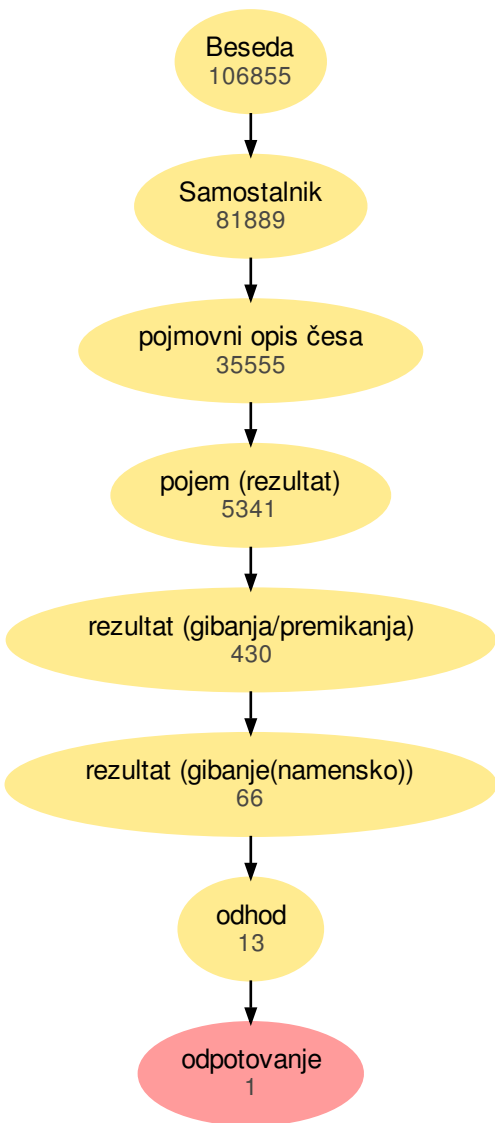 Beseda
106855
Samostalnik
81889
pojmovni opis česa
35555
pojem (rezultat)
5341
rezultat (gibanja/premikanja)
430
rezultat (gibanje(namensko))
66
odhod
13
odpotovanje
1